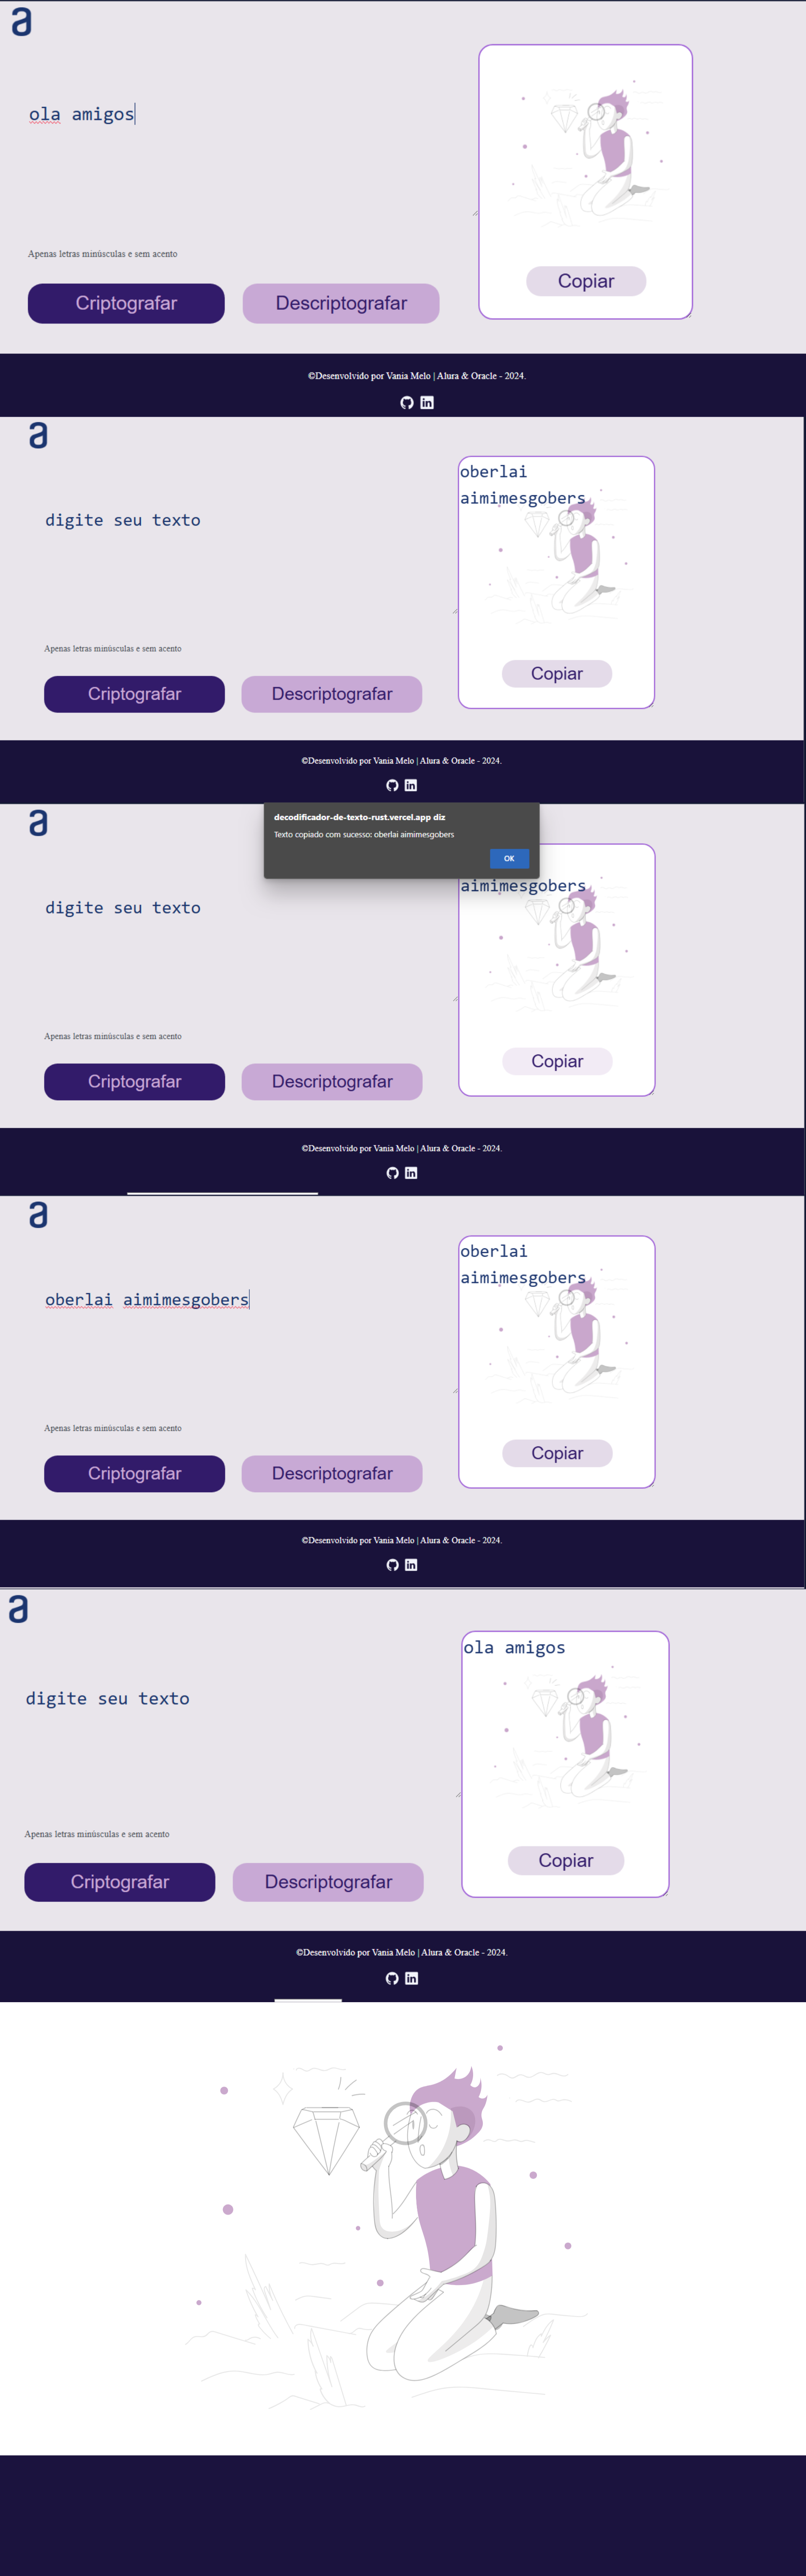 a
ola amigos
Apenas letras minúsculas e sem acento
Criptografar
Descriptografar
Copiar
©Desenvolvido por Vania Melo | Alura & Oracle - 2024.
in
a
oberlai
aimimesgobers
digite seu texto
Apenas letras minúsculas e sem acento
Criptografar
Descriptografar
Copiar
©Desenvolvido por Vania Melo | Alura & Oracle - 2024.
in
a
decodificador-de-texto-rust.vercel.app diz
Texto copiado com sucesso: oberlai aimimesgobers
OK
aimimesgobers
digite seu texto
Apenas letras minúsculas e sem acento
Criptografar
Descriptografar
Copiar
©Desenvolvido por Vania Melo | Alura & Oracle - 2024.
in
a
oberlai
aimimesgobers
oberlai aimimesgobers
Apenas letras minúsculas e sem acento
Criptografar
Descriptografar
Copiar
©Desenvolvido por Vania Melo | Alura & Oracle - 2024.
in
a
ola amigos
digite seu texto
Apenas letras minúsculas e sem acento
Criptografar
Descriptografar
Copiar
©Desenvolvido por Vania Melo | Alura & Oracle - 2024.
in